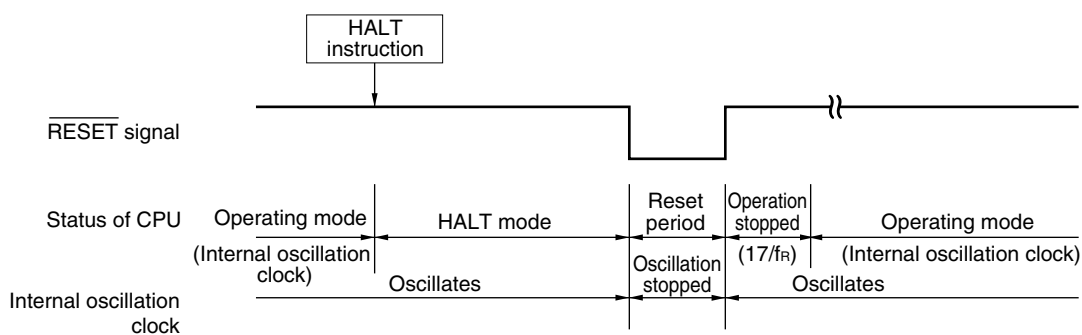 HALT
instruction
RESET signal
Status of CPU
Operating mode
(Internal oscillation
clock)
HALT mode
Reset
period
Operation
stopped
(17/fR)
Operating mode
(Internal oscillation clock)
Internal oscillation
clock
Oscillates
Oscillation
stopped
Oscillates